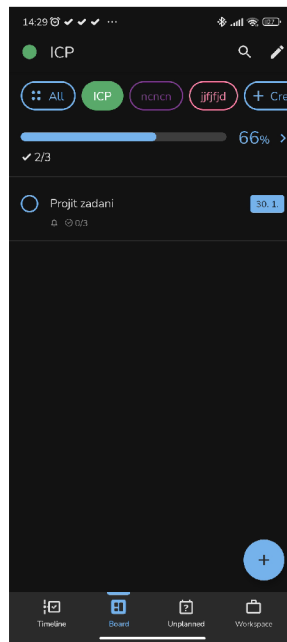 14:29
ICP
All ICP ncncn jjfjfjd + Cre
66%
2/3
Projit zadani 30. 1.
0/3
+
Timeline Board Unplanned Workspace